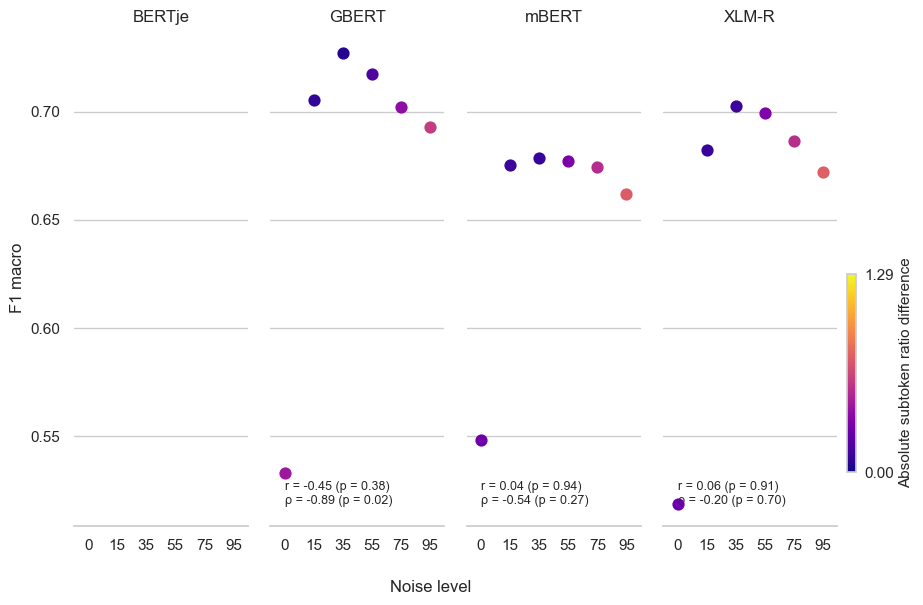 BERTje GBERT mBERT XLM-R
0.70
0.65
0.60
0.55
F1 macro
r = -0.45 (p = 0.38)
ρ = -0.89 (p = 0.02)
r = 0.04 (p = 0.94)
ρ = -0.54 (p = 0.27)
r = 0.06 (p = 0.91)
ρ = -0.20 (p = 0.70)
0 15 35 55 75 95 0 15 35 55 75 95 0 15 35 55 75 95 0 15 35 55 75 95
Noise level
1.29
0.00
Absolute subtoken ratio difference